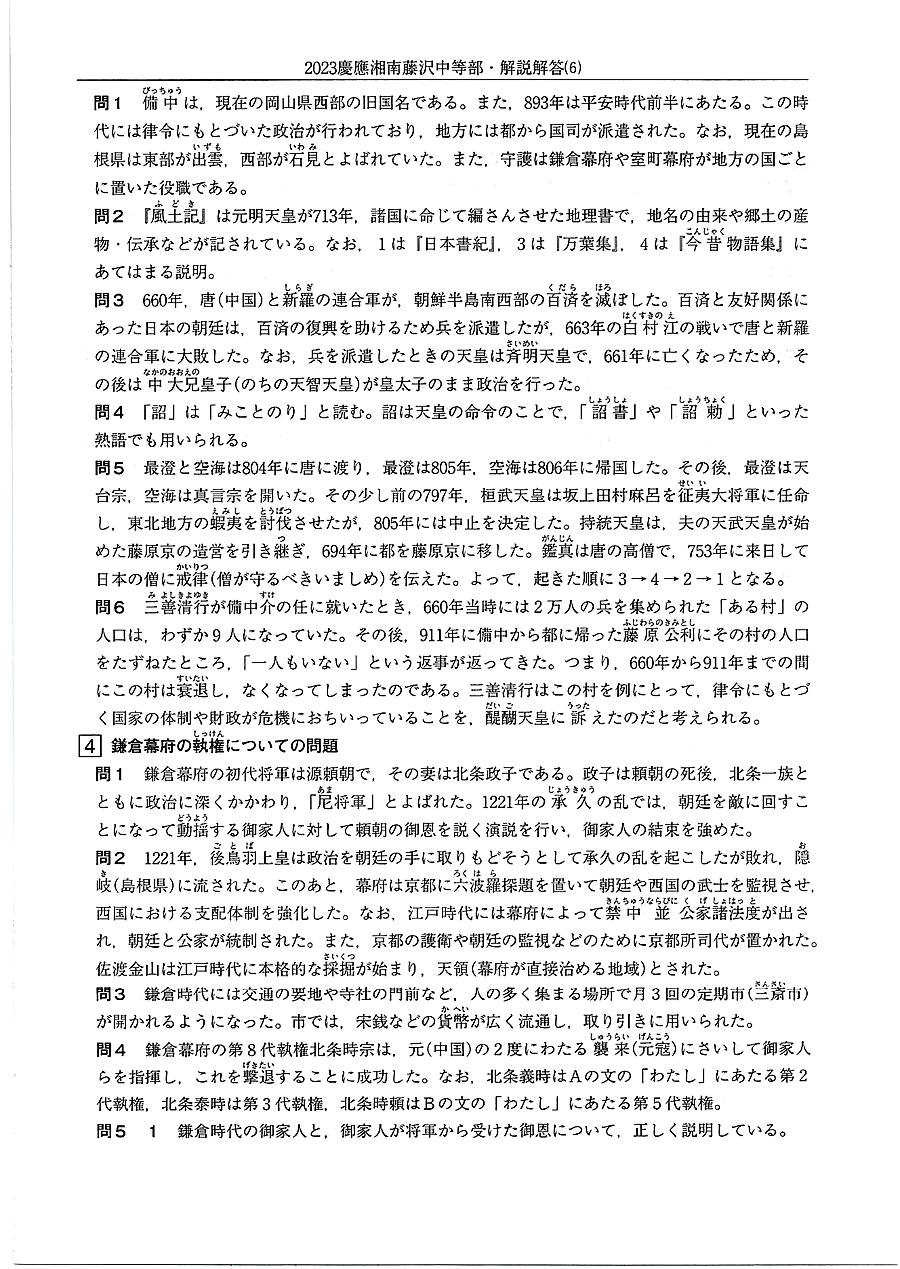 2023慶應湘南藤沢中等部・解説解答(6)
問1　備中は，現在の岡山県西部の旧国名である。また，893年は平安時代前半にあたる。この時
代には律令にもとづいた政治が行われており，地方には都から国司が派遣された。なお，現在の島
根県は東部が出雲，西部が石見とよばれていた。また，守護は鎌倉幕府や室町幕府が地方の国ごと
に置いた役職である。
問2　『風土記』は元明天皇が713年，諸国に命じて編さんさせた地理書で，地名の由来や郷土の産
物・伝承などが記されている。なお，1は『日本書紀』，3は『万葉集』，4は『今昔物語集』に
あてはまる説明。
問3　660年，唐(中国)と新羅の連合軍が，朝鮮半島南西部の百済を滅ぼした。百済と友好関係に
あった日本の朝廷は，百済の復興を助けるため兵を派遣したが，663年の白村江の戦いで唐と新羅
の連合軍に大敗した。なお，兵を派遣したときの天皇は斉明天皇で，661年に亡くなったため，そ
の後は中大兄皇子(のちの天智天皇)が皇太子のまま政治を行った。
問4　「詔」は「みことのり」と読む。詔は天皇の命令のことで，「詔書」や「詔勅」といった
熟語でも用いられる。
問5　最澄と空海は804年に唐に渡り，最澄は805年，空海は806年に帰国した。その後，最澄は天
台宗，空海は真言宗を開いた。その少し前の797年，桓武天皇は坂上田村麻呂を征夷大将軍に任命
し，東北地方の蝦夷を討伐させたが，805年には中止を決定した。持統天皇は，夫の天武天皇が始
めた藤原京の造営を引き継ぎ，694年に都を藤原京に移した。鑑真は唐の高僧で，753年に来日して
日本の僧に戒律(僧が守るべきいましめ)を伝えた。よって，起きた順に3→4→2→1となる。
問6　三善清行が備中介の任に就いたとき，660年当時には2万人の兵を集められた「ある村」の
人口は，わずか9人になっていた。その後，911年に備中から都に帰った藤原公利にその村の人口
をたずねたところ，「一人もいない」という返事が返ってきた。つまり，660年から911年までの間
にこの村は衰退し，なくなってしまったのである。三善清行はこの村を例にとって，律令にもとづ
く国家の体制や財政が危機におちいっていることを，醍醐天皇に訴えたのだと考えられる。
4　鎌倉幕府の執権についての問題
問1　鎌倉幕府の初代将軍は源頼朝で，その妻は北条政子である。政子は頼朝の死後，北条一族と
ともに政治に深くかかわり，「尼将軍」とよばれた。1221年の承久の乱では，朝廷を敵に回すこ
とになって動揺する御家人に対して頼朝の御恩を説く演説を行い，御家人の結束を強めた。
問2　1221年，後鳥羽上皇は政治を朝廷の手に取りもどそうとして承久の乱を起こしたが敗れ，隠
岐(島根県)に流された。このあと，幕府は京都に六波羅探題を置いて朝廷や西国の武士を監視させ，
西国における支配体制を強化した。なお，江戸時代には幕府によって禁中並公家諸法度が出さ
れ，朝廷と公家が統制された。また，京都の護衛や朝廷の監視などのために京都所司代が置かれた。
佐渡金山は江戸時代に本格的な採掘が始まり，天領(幕府が直接治める地域)とされた。
問3　鎌倉時代には交通の要地や寺社の門前など，人の多く集まる場所で月3回の定期市(三斎市)
が開かれるようになった。市では，宋銭などの貨幣が広く流通し，取り引きに用いられた。
問4　鎌倉幕府の第8代執権北条時宗は，元(中国)の2度にわたる襲来(元寇)にさいして御家人
らを指揮し，これを撃退することに成功した。なお，北条義時はAの文の「わたし」にあたる第2
代執権，北条泰時は第3代執権，北条時頼はBの文の「わたし」にあたる第5代執権。
問5　1　鎌倉時代の御家人と，御家人が将軍から受けた御恩について，正しく説明している。